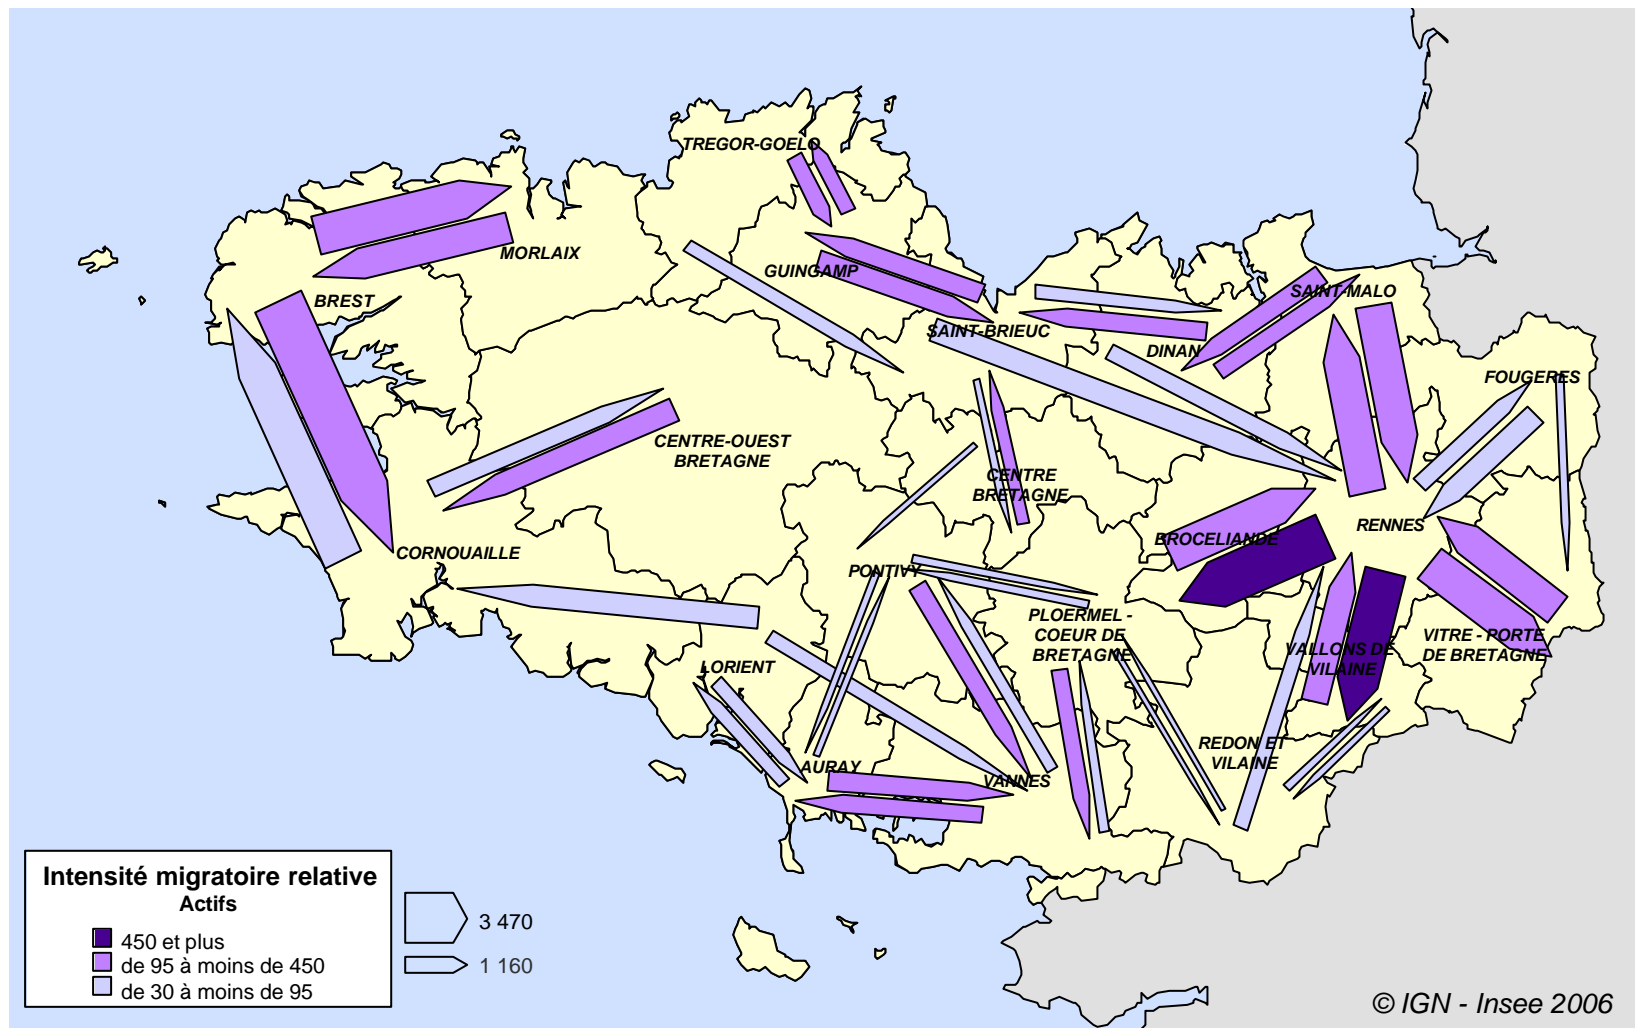 TREGOR-GOELO
MORLAIX
GUINGAMP
BREST
SAINT-MALO
SAINT-BRIEUC
DINAN
FOUGERES
CENTRE-OUEST
BRETAGNE
CENTRE
BRETAGNE
RENNES
BROCELIANDE
CORNOUAILLE
PONTIVY
PLOERMEL -
COEUR DE
BRETAGNE
VALLONS DE
VILAINE
VITRE - PORTE
DE BRETAGNE
LORIENT
REDON ET
VILAINE
AURAY
VANNES
Intensité migratoire relative
Actifs
450 et plus
de 95 à moins de 450
de 30 à moins de 95
3 470
1 160
© IGN - Insee 2006